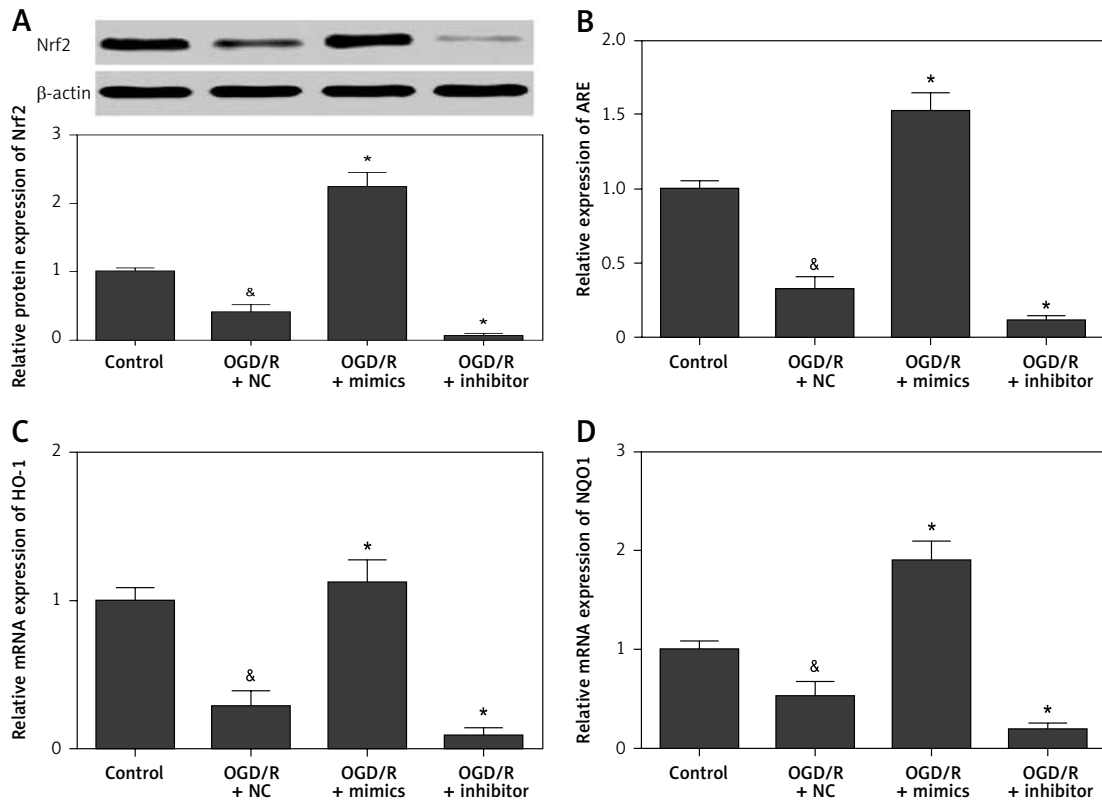 A
Nrf2
β-actin
Relative protein expression of Nrf2
3
2
1
0
&
*
*
Control
OGD/R
+ NC
OGD/R
+ mimics
OGD/R
+ inhibitor
B
Relative expression of ARE
2.0
1.5
1.0
0.5
0
&
*
*
Control
OGD/R
+ NC
OGD/R
+ mimics
OGD/R
+ inhibitor
C
Relative mRNA expression of HO-1
2
1
0
&
*
*
Control
OGD/R
+ NC
OGD/R
+ mimics
OGD/R
+ inhibitor
D
Relative mRNA expression of NQO1
3
2
1
0
&
*
*
Control
OGD/R
+ NC
OGD/R
+ mimics
OGD/R
+ inhibitor